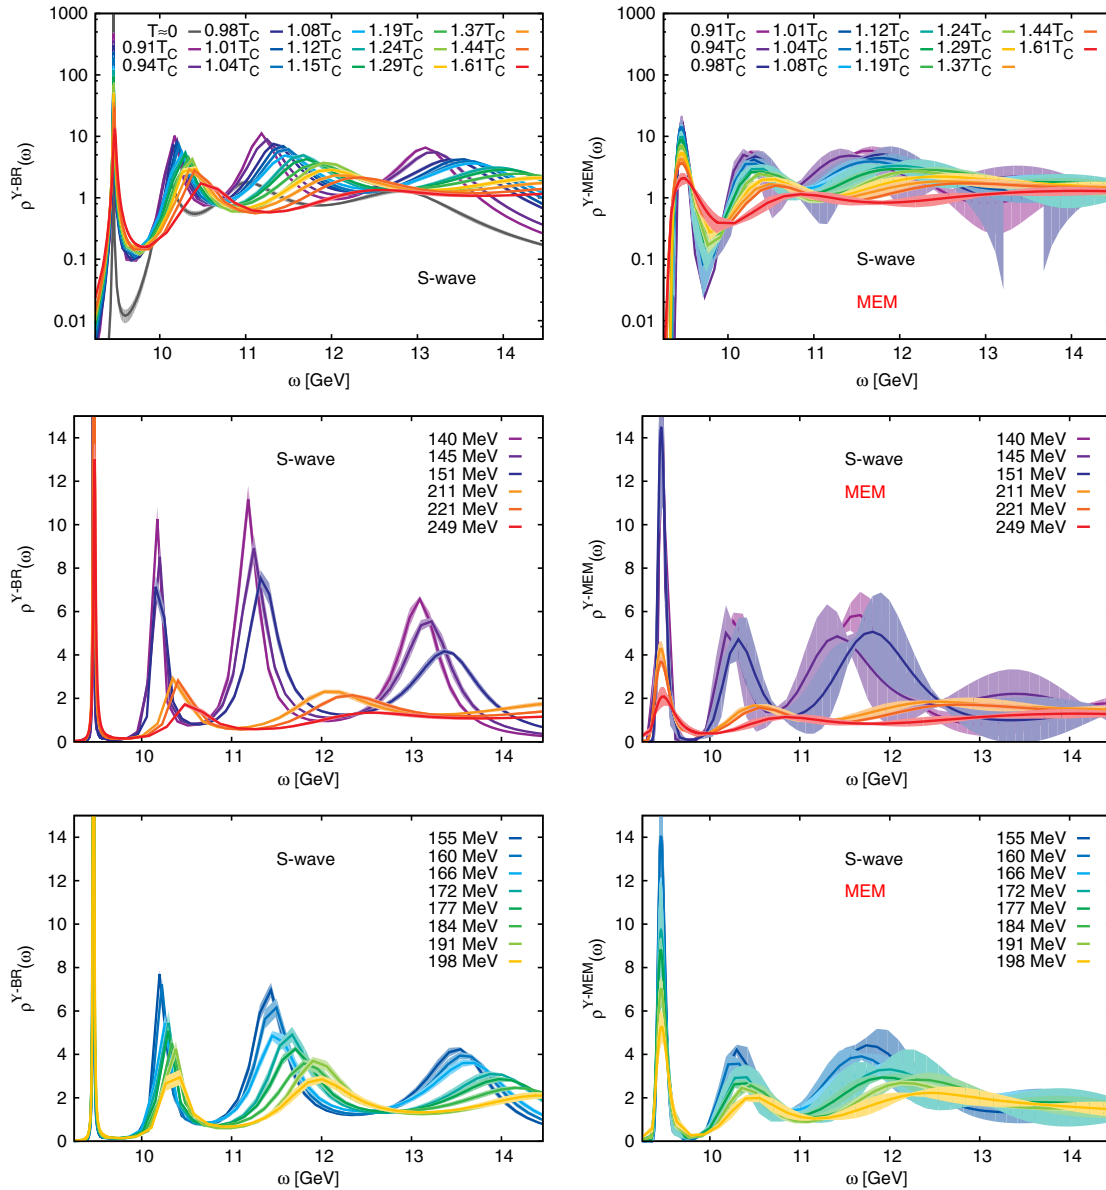 1000
100
10
1
0.1
0.01
ρ^Υ-BR(ω)
T≈0 0.98T_C 1.08T_C 1.19T_C 1.37T_C
0.91T_C 1.01T_C 1.12T_C 1.24T_C 1.44T_C
0.94T_C 1.04T_C 1.15T_C 1.29T_C 1.61T_C
S-wave
10 11 12 13 14
ω [GeV]
1000
100
10
1
0.1
0.01
ρ^Υ-MEM(ω)
0.91T_C 1.01T_C 1.12T_C 1.24T_C 1.44T_C
0.94T_C 1.04T_C 1.15T_C 1.29T_C 1.61T_C
0.98T_C 1.08T_C 1.19T_C 1.37T_C
S-wave
MEM
10 11 12 13 14
ω [GeV]
14
12
10
8
6
4
2
0
ρ^Υ-BR(ω)
S-wave
140 MeV
145 MeV
151 MeV
211 MeV
221 MeV
249 MeV
10 11 12 13 14
ω [GeV]
14
12
10
8
6
4
2
0
ρ^Υ-MEM(ω)
S-wave
MEM
140 MeV
145 MeV
151 MeV
211 MeV
221 MeV
249 MeV
10 11 12 13 14
ω [GeV]
14
12
10
8
6
4
2
0
ρ^Υ-BR(ω)
S-wave
155 MeV
160 MeV
166 MeV
172 MeV
177 MeV
184 MeV
191 MeV
198 MeV
10 11 12 13 14
ω [GeV]
14
12
10
8
6
4
2
0
ρ^Υ-MEM(ω)
S-wave
MEM
155 MeV
160 MeV
166 MeV
172 MeV
177 MeV
184 MeV
191 MeV
198 MeV
10 11 12 13 14
ω [GeV]